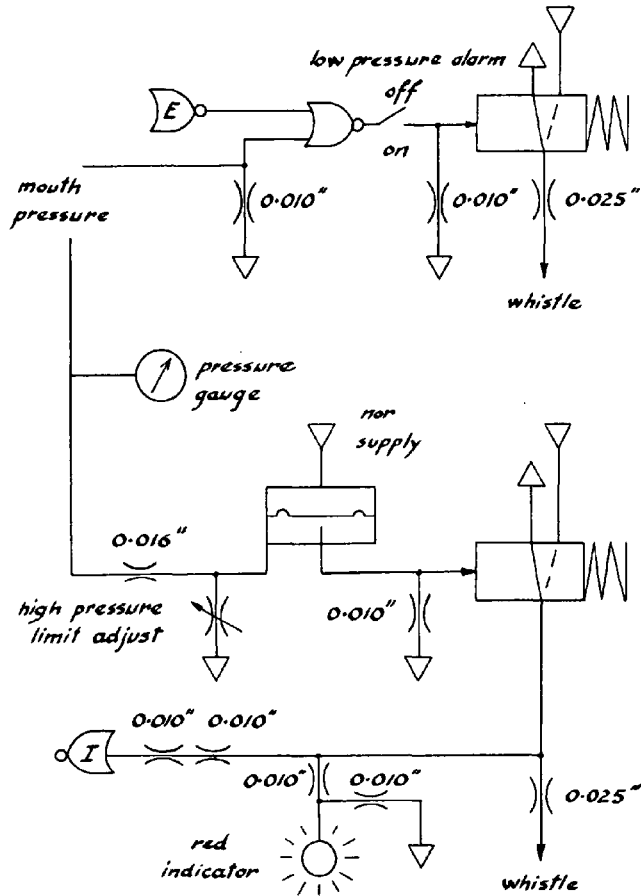 low pressure alarm
E
off
on
mouth
pressure
0.010"
0.010"
0.025"
whistle
pressure
gauge
nor
supply
0.016"
high pressure
limit adjust
0.010"
I
0.010"
0.010"
0.010"
0.010"
0.025"
red
indicator
whistle